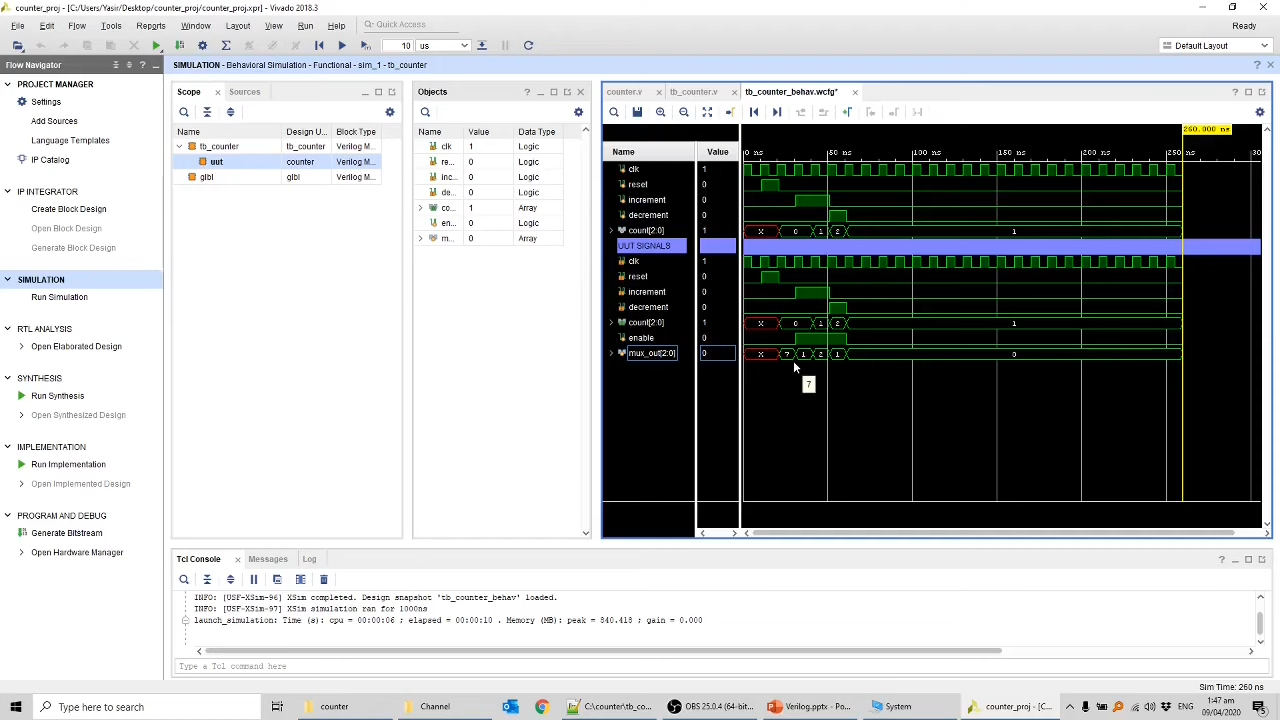 counter_proj - [C:/Users/Yasir/Desktop/counter_proj/counter_proj.xpr] - Vivado 2018.3
File Edit Flow Tools Reports Window Layout View Run Help Quick Access Ready
10 us Default Layout
Flow Navigator
SIMULATION - Behavioral Simulation - Functional - sim_1 - tb_counter
PROJECT MANAGER
Settings
Add Sources
Language Templates
IP Catalog
IP INTEGRATOR
Create Block Design
Open Block Design
Generate Block Design
SIMULATION
Run Simulation
RTL ANALYSIS
Open Elaborated Design
SYNTHESIS
Run Synthesis
Open Synthesized Design
IMPLEMENTATION
Run Implementation
Open Implemented Design
PROGRAM AND DEBUG
Generate Bitstream
Open Hardware Manager
Scope Sources
Name Design U... Block Type
tb_counter tb_counter Verilog M...
uut counter Verilog M...
glbl glbl Verilog M...
Objects
Name Value Data Type
clk 1 Logic
re... 0 Logic
inc... 0 Logic
de... 0 Logic
co... 1 Array
en... 0 Logic
m... 0 Array
counter.v tb_counter.v tb_counter_behav.wcfg*
260.000 ns
Name Value 0 ns 50 ns 100 ns 150 ns 200 ns 250 ns 30
clk 1
reset 0
increment 0
decrement 0
count[2:0] 1 X 0 1 2 1
UUT SIGNALS
clk 1
reset 0
increment 0
decrement 0
count[2:0] 1 X 0 1 2 1
enable 0
mux_out[2:0] 0 X 7 1 2 1 0
7
Tcl Console Messages Log
INFO: [USF-XSim-96] XSim completed. Design snapshot 'tb_counter_behav' loaded.
INFO: [USF-XSim-97] XSim simulation ran for 1000ns
launch_simulation: Time (s): cpu = 00:00:06 ; elapsed = 00:00:10 . Memory (MB): peak = 840.418 ; gain = 0.000
Type a Tcl command here
Sim Time: 260 ns
Type here to search
counter
Channel
C:\counter\tb_co...
OBS 25.0.4 (64-bit...
Verilog.pptx - Po...
System
counter_proj - [C...
ENG
1:47 AM
09/04/2020